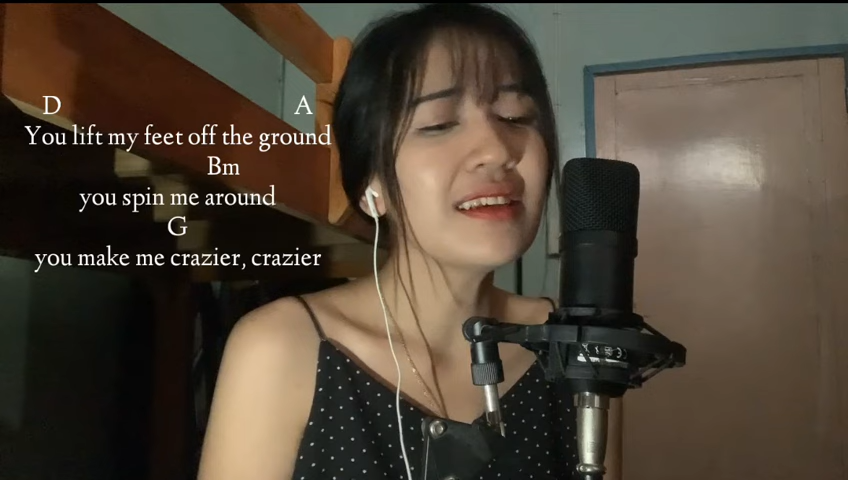 D A
You lift my feet off the ground
Bm
you spin me around
G
you make me crazier, crazier